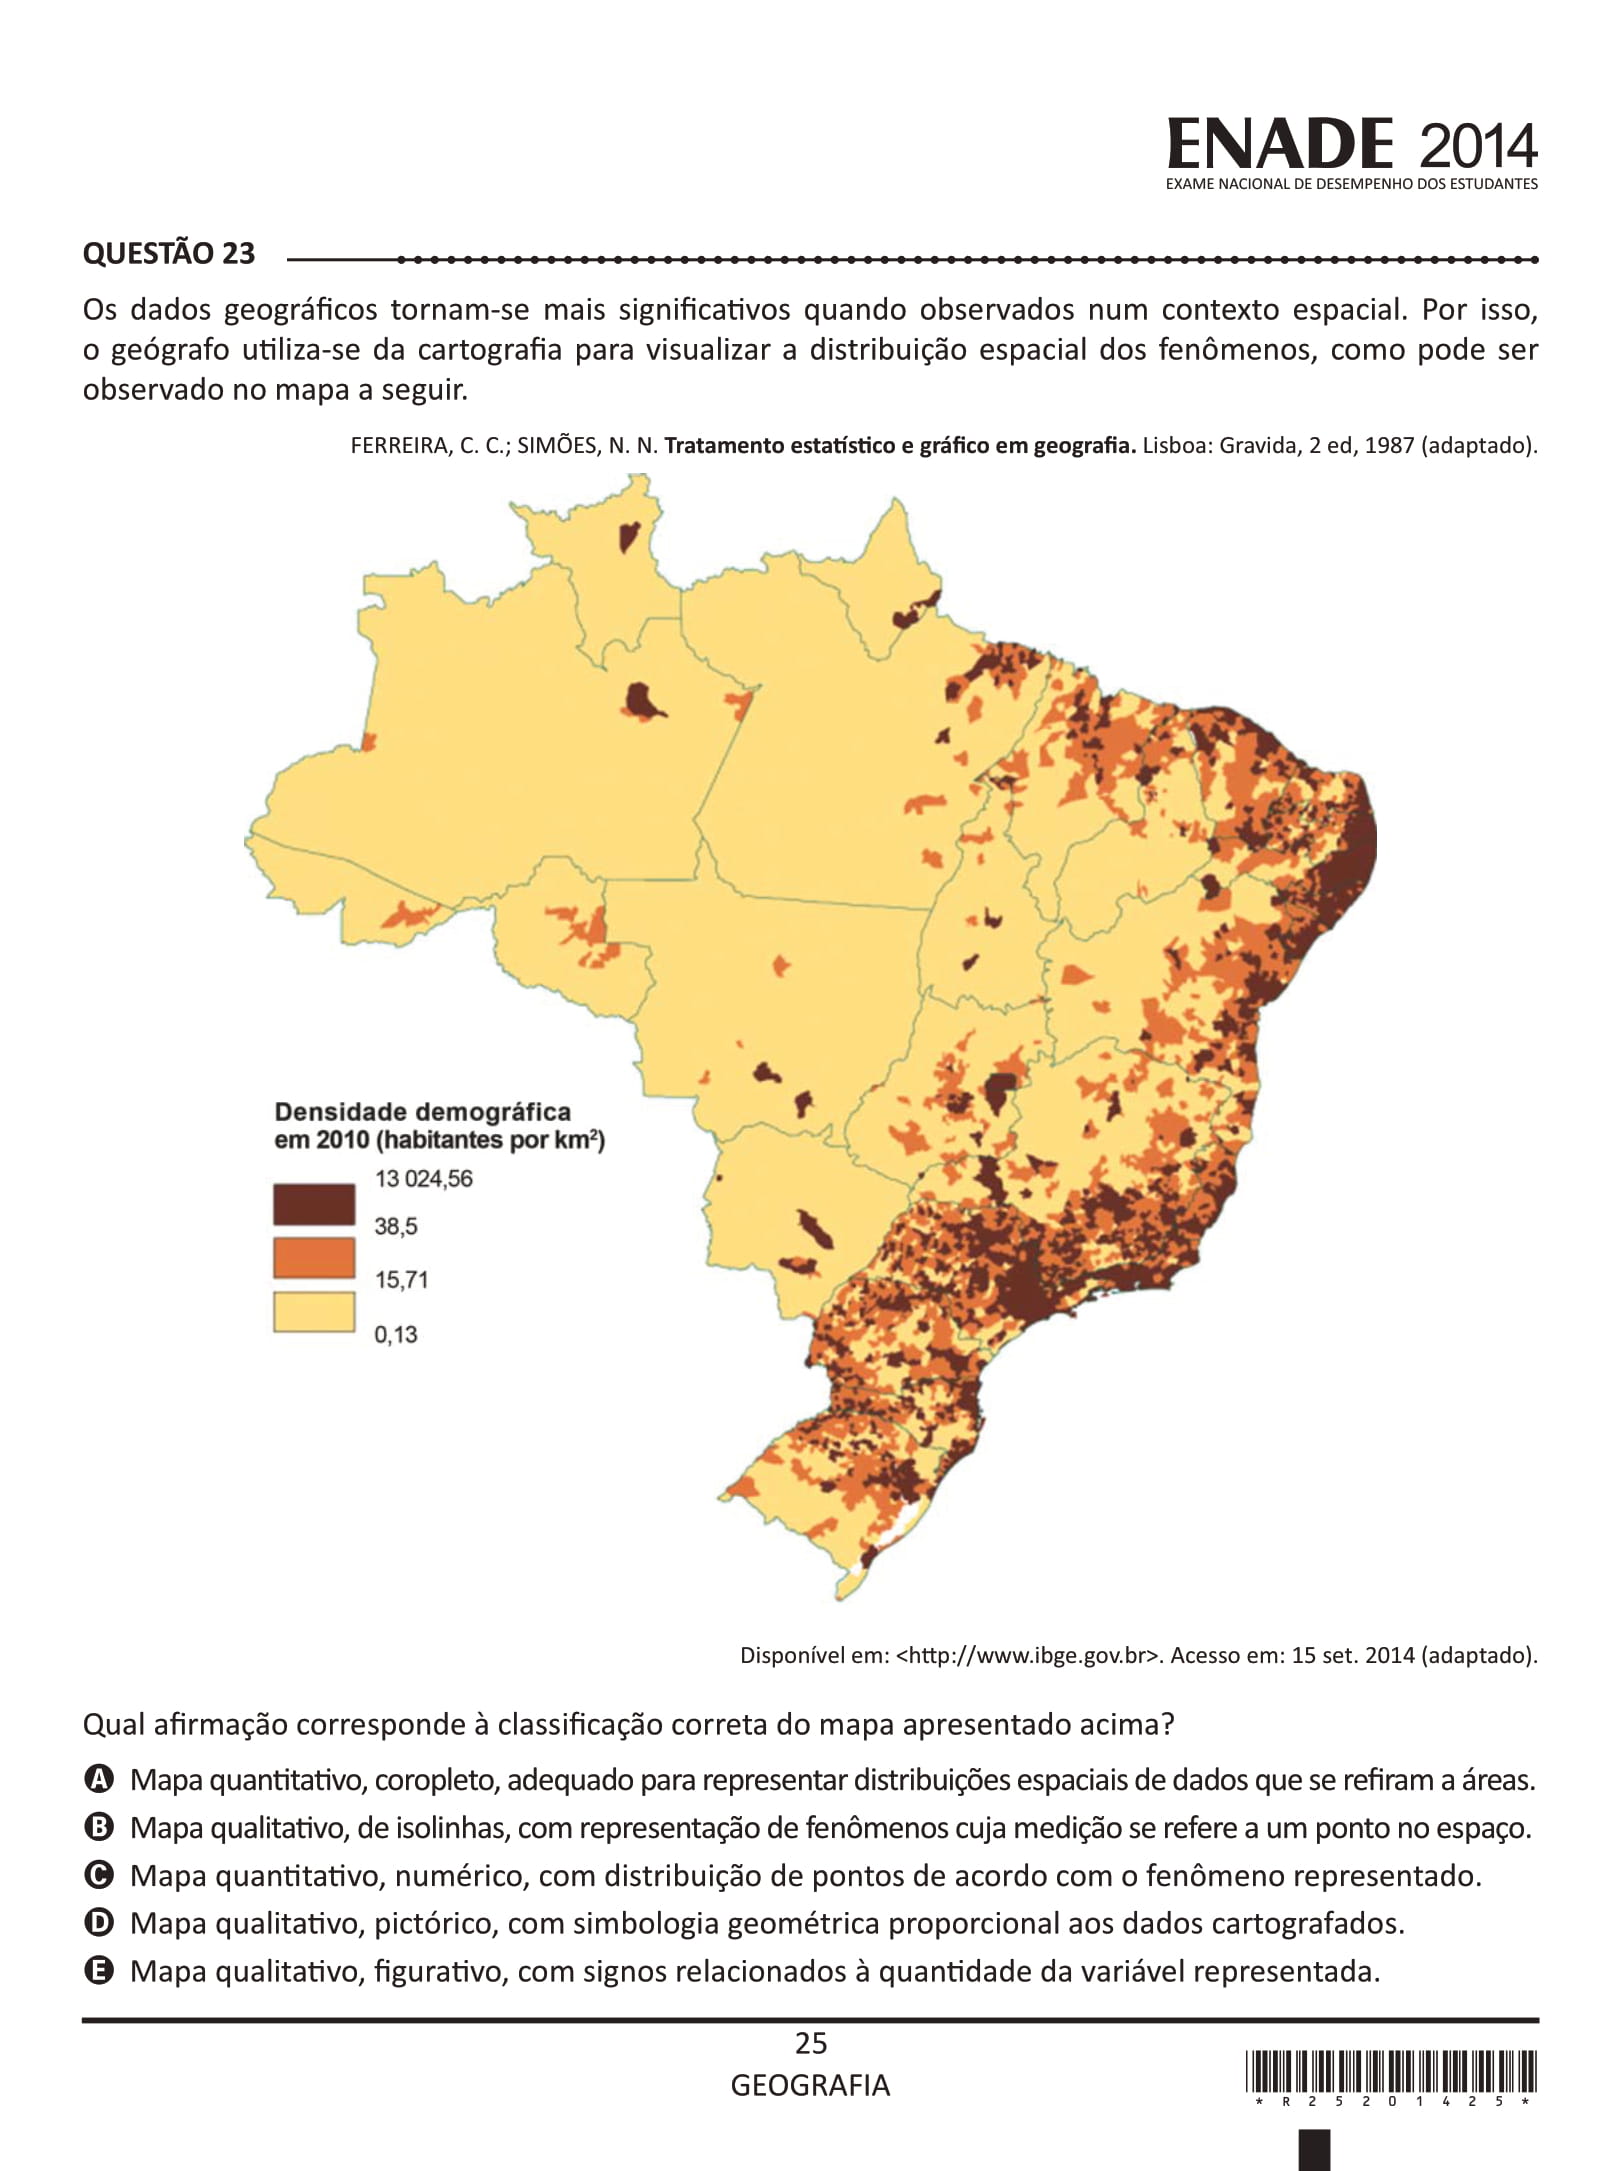 ENADE 2014
EXAME NACIONAL DE DESEMPENHO DOS ESTUDANTES
QUESTÃO 23
Os dados geográficos tornam-se mais significativos quando observados num contexto espacial. Por isso,
o geógrafo utiliza-se da cartografia para visualizar a distribuição espacial dos fenômenos, como pode ser
observado no mapa a seguir.
FERREIRA, C. C.; SIMÕES, N. N. Tratamento estatístico e gráfico em geografia. Lisboa: Gravida, 2 ed, 1987 (adaptado).
Densidade demográfica
em 2010 (habitantes por km²)
13 024,56
38,5
15,71
0,13
Disponível em: <http://www.ibge.gov.br>. Acesso em: 15 set. 2014 (adaptado).
Qual afirmação corresponde à classificação correta do mapa apresentado acima?
A Mapa quantitativo, coropleto, adequado para representar distribuições espaciais de dados que se refiram a áreas.
B Mapa qualitativo, de isolinhas, com representação de fenômenos cuja medição se refere a um ponto no espaço.
C Mapa quantitativo, numérico, com distribuição de pontos de acordo com o fenômeno representado.
D Mapa qualitativo, pictórico, com simbologia geométrica proporcional aos dados cartografados.
E Mapa qualitativo, figurativo, com signos relacionados à quantidade da variável representada.
25
GEOGRAFIA
* R 2 5 2 0 1 4 2 5 *